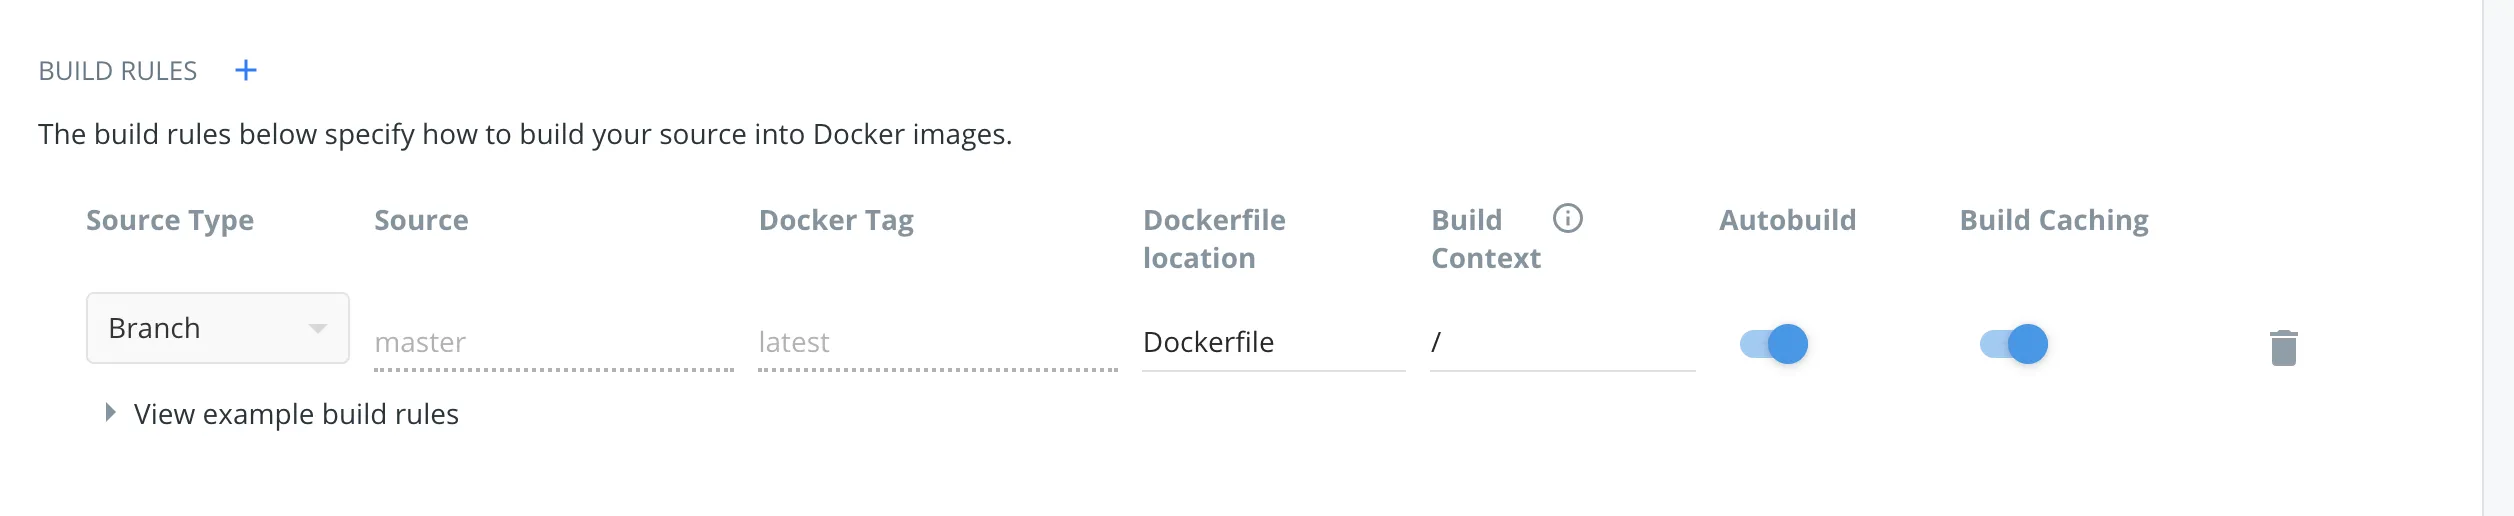 BUILD RULES +
The build rules below specify how to build your source into Docker images.
Source Type Source Docker Tag Dockerfile location Build Context Autobuild Build Caching
Branch master latest Dockerfile /
View example build rules